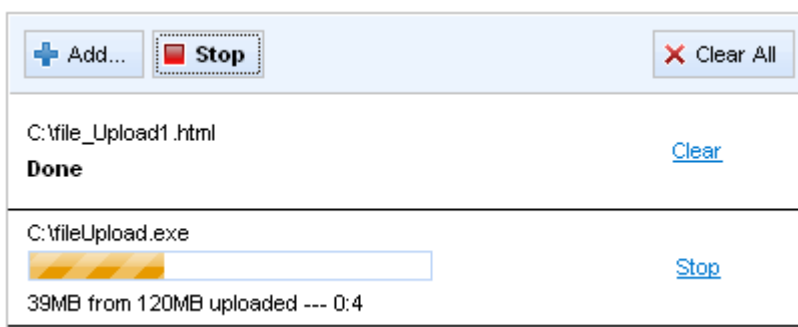 Add... Stop Clear All
C:\file_Upload1.html
Done
Clear
C:\fileUpload.exe
Stop
39MB from 120MB uploaded --- 0:4